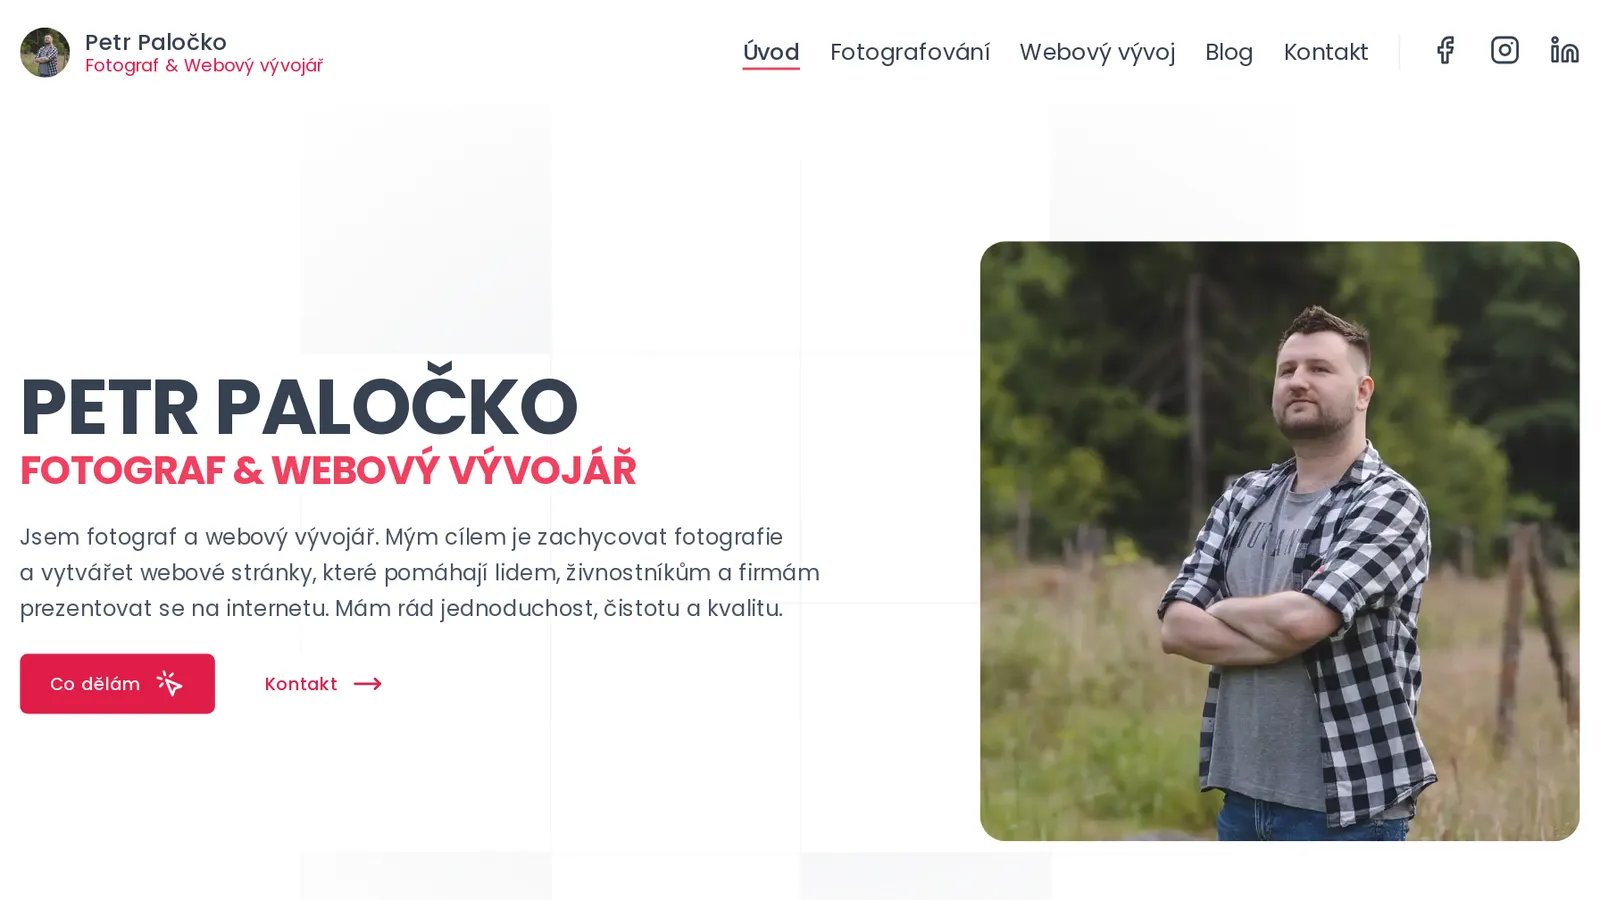 Petr Paločko
Fotograf & Webový vývojář
Úvod
Fotografování
Webový vývoj
Blog
Kontakt
PETR PALOČKO
FOTOGRAF & WEBOVÝ VÝVOJÁŘ
Jsem fotograf a webový vývojář. Mým cílem je zachycovat fotografie
a vytvářet webové stránky, které pomáhají lidem, živnostníkům a firmám
prezentovat se na internetu. Mám rád jednoduchost, čistotu a kvalitu.
Co dělám
Kontakt